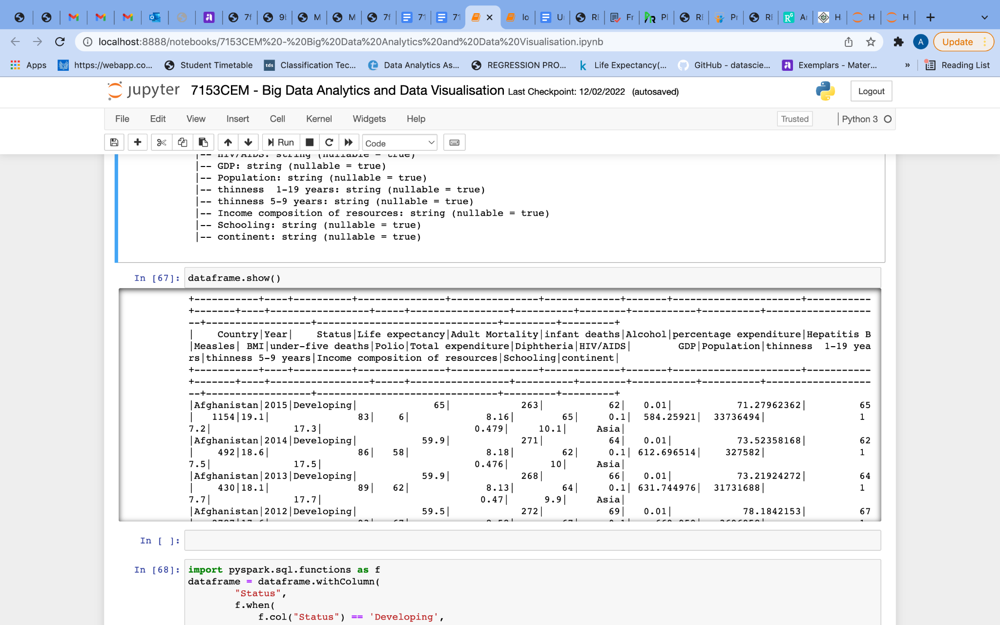 7f
9l
M
M
7f
71
71
lo
U
RE
Fr
Pl
RE
Pr
RE
A
H
H
H
localhost:8888/notebooks/7153CEM%20-%20Big%20Data%20Analytics%20and%20Data%20Visualisation.ipynb
A
Update
Apps
https://webapp.co...
Student Timetable
tds Classification Tec...
Data Analytics As...
REGRESSION PRO...
Life Expectancy(...
GitHub - datascie...
Exemplars - Mater...
»
Reading List
jupyter 7153CEM - Big Data Analytics and Data Visualisation Last Checkpoint: 12/02/2022 (autosaved)
Logout
File Edit View Insert Cell Kernel Widgets Help
Trusted
Python 3
Run
Code
|-- HIV/AIDS: string (nullable = true)
|-- GDP: string (nullable = true)
|-- Population: string (nullable = true)
|-- thinness  1-19 years: string (nullable = true)
|-- thinness 5-9 years: string (nullable = true)
|-- Income composition of resources: string (nullable = true)
|-- Schooling: string (nullable = true)
|-- continent: string (nullable = true)
In [67]: dataframe.show()
+-----------+----+----------+---------------+---------------+-------------+-------+----------------------+-----------
+-------+----+-----------------+-----+-----------------+----------+--------+-----------+----------+------------------
--+------------------+-------------------------------+---------+---------+
|    Country|Year|    Status|Life expectancy|Adult Mortality|infant deaths|Alcohol|percentage expenditure|Hepatitis B
|Measles| BMI|under-five deaths|Polio|Total expenditure|Diphtheria|HIV/AIDS|        GDP|Population|thinness  1-19 yea
rs|thinness 5-9 years|Income composition of resources|Schooling|continent|
+-----------+----+----------+---------------+---------------+-------------+-------+----------------------+-----------
+-------+----+-----------------+-----+-----------------+----------+--------+-----------+----------+------------------
--+------------------+-------------------------------+---------+---------+
|Afghanistan|2015|Developing|             65|            263|           62|   0.01|           71.27962362|         65
|   1154|19.1|               83|    6|             8.16|        65|     0.1|  584.25921|  33736494|                1
7.2|              17.3|                          0.479|     10.1|     Asia|
|Afghanistan|2014|Developing|           59.9|            271|           64|   0.01|           73.52358168|         62
|    492|18.6|               86|   58|             8.18|        62|     0.1| 612.696514|    327582|                1
7.5|              17.5|                          0.476|       10|     Asia|
|Afghanistan|2013|Developing|           59.9|            268|           66|   0.01|           73.21924272|         64
|    430|18.1|               89|   62|             8.13|        64|     0.1| 631.744976|  31731688|                1
7.7|              17.7|                           0.47|      9.9|     Asia|
|Afghanistan|2012|Developing|           59.5|            272|           69|   0.01|            78.1842153|         67
In [ ]:
In [68]: import pyspark.sql.functions as f
dataframe = dataframe.withColumn(
"Status",
f.when(
f.col("Status") == 'Developing',